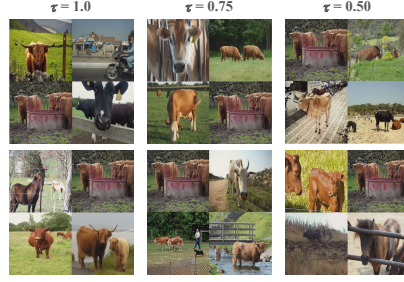 τ = 1.0 τ = 0.75 τ = 0.50